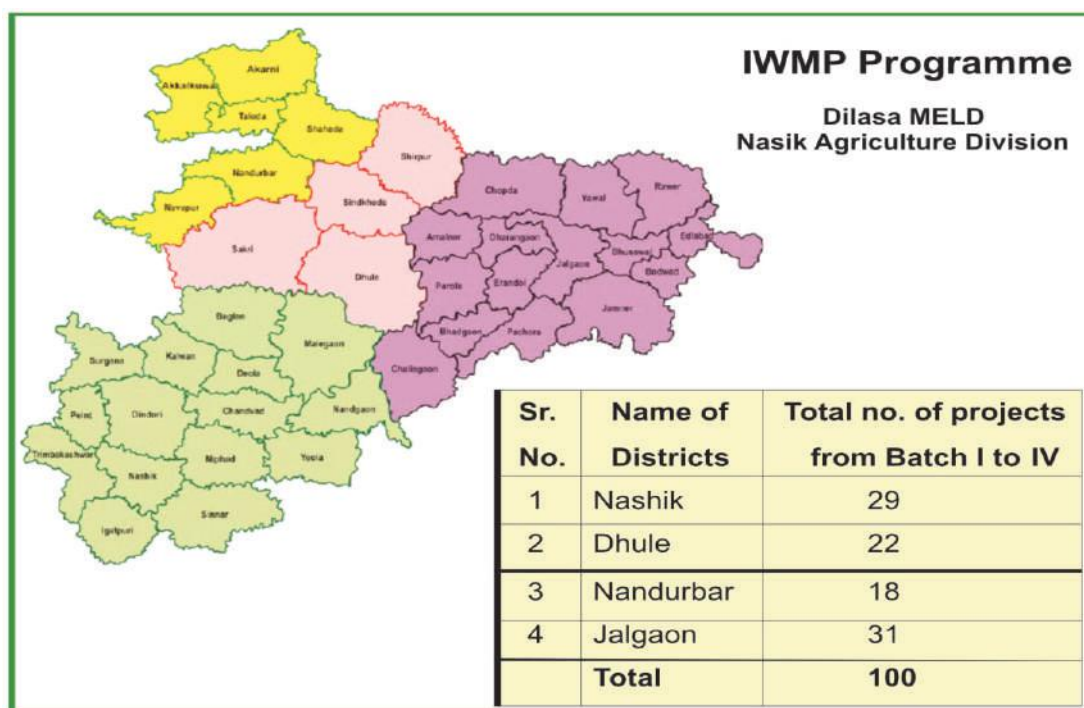 IWMP Programme
Dilasa MELD
Nasik Agriculture Division
Akarni
Akkalkuwa
Taloda
Shahada
Nandurbar
Navapur
Shirpur
Sindkheda
Sakri
Dhule
Chopda
Yawal
Raver
Amalner
Dharangaon
Jalgaon
Bhusawal
Edlabad
Bodwad
Parola
Erandol
Jamner
Bhadgaon
Pachora
Chalisgaon
Baglan
Malegaon
Surgana
Kalwan
Deola
Peint
Dindori
Chandvad
Nandgaon
Trimbakeshwar
Nashik
Niphad
Yeola
Igatpuri
Sinnar
Sr. Name of Total no. of projects
No. Districts from Batch I to IV
1 Nashik 29
2 Dhule 22
3 Nandurbar 18
4 Jalgaon 31
Total 100